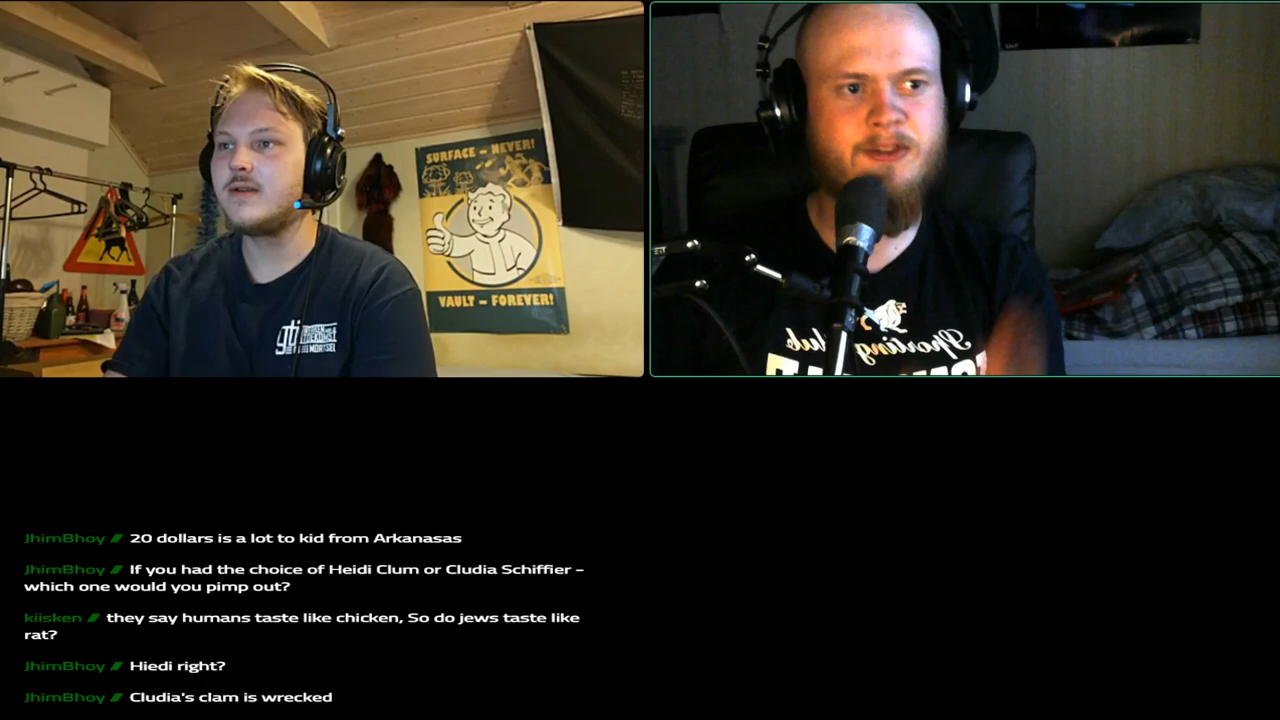 SURFACE – NEVER!
VAULT – FOREVER!
Sporting
JhimBhoy /// 20 dollars is a lot to kid from Arkanasas
JhimBhoy /// If you had the choice of Heidi Clum or Cludia Schiffier –
which one would you pimp out?
kiisken /// they say humans taste like chicken, So do jews taste like
rat?
JhimBhoy /// Hiedi right?
JhimBhoy /// Cludia's clam is wrecked